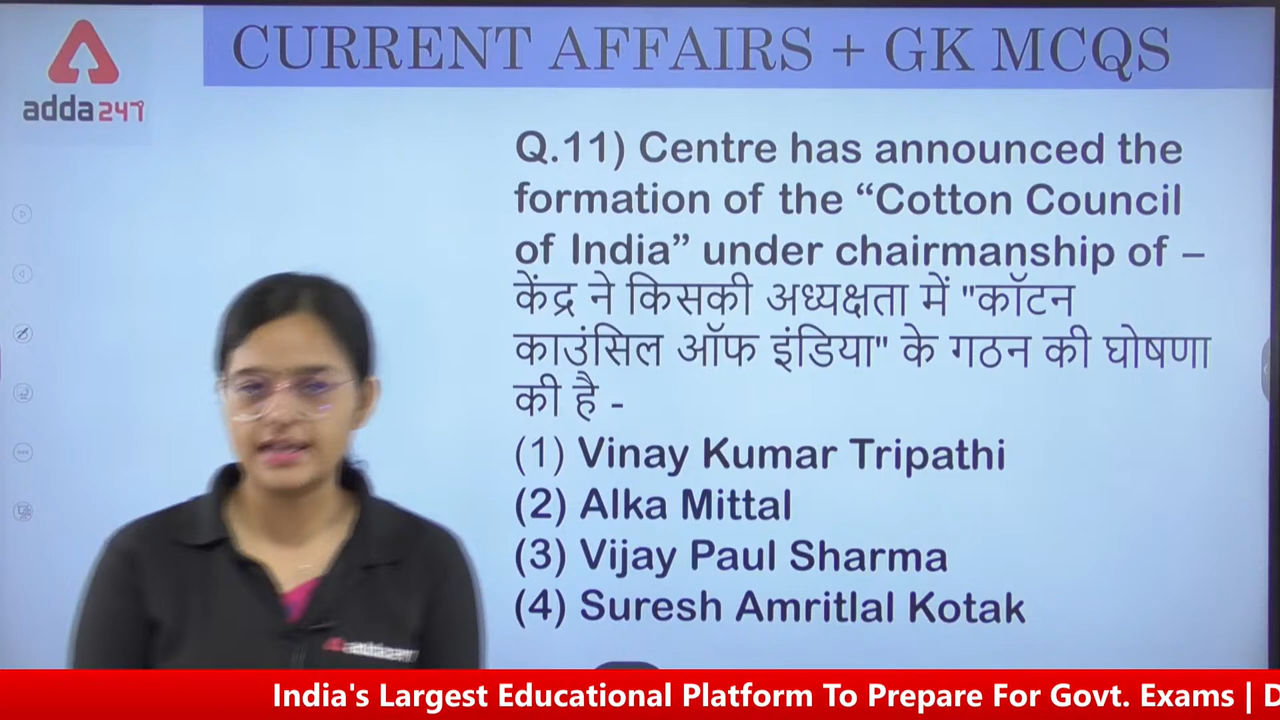 CURRENT AFFAIRS + GK MCQS
adda247
Q.11) Centre has announced the
formation of the “Cotton Council
of India” under chairmanship of –
केंद्र ने किसकी अध्यक्षता में "कॉटन
काउंसिल ऑफ इंडिया" के गठन की घोषणा
की है -
(1) Vinay Kumar Tripathi
(2) Alka Mittal
(3) Vijay Paul Sharma
(4) Suresh Amritlal Kotak
adda247
India's Largest Educational Platform To Prepare For Govt. Exams | D